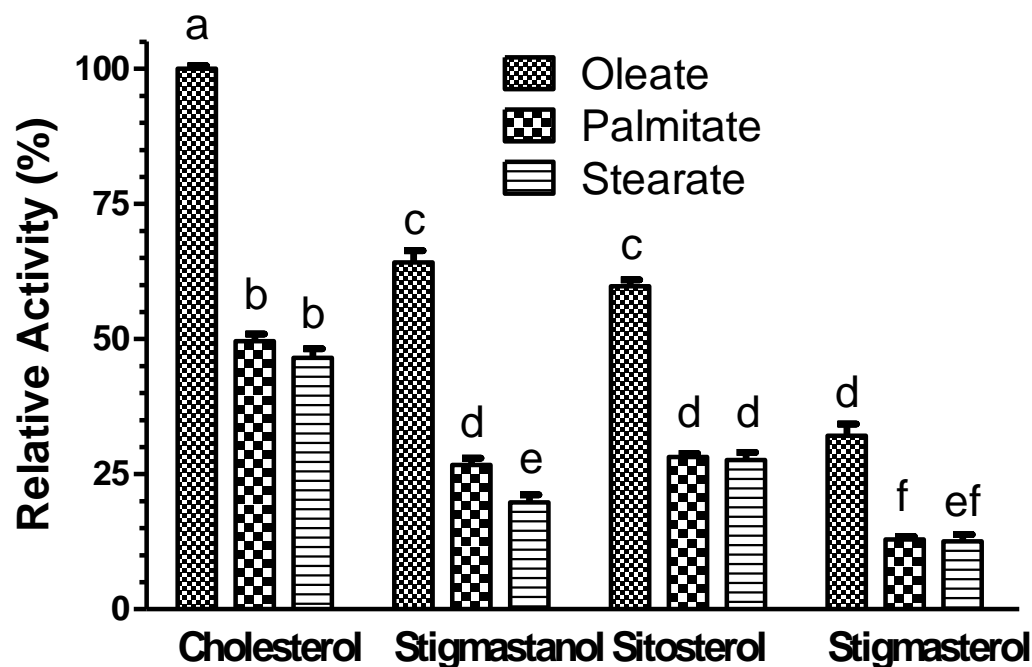 a
100
Oleate
Palmitate
Stearate
75
c
c
b
b
50
d
d
d
d
e
25
f
ef
0
Relative Activity (%)
Cholesterol Stigmastanol Sitosterol Stigmasterol